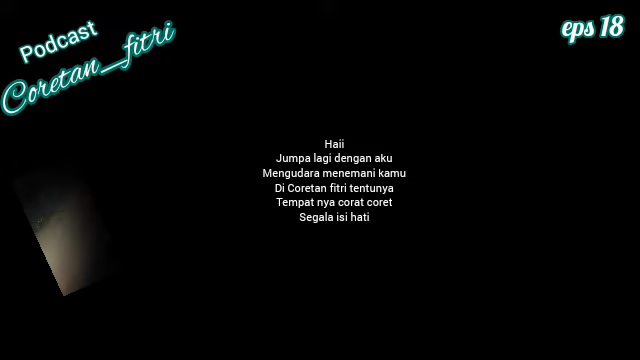 Podcast
Coretan_fitri
eps 18
Haii
Jumpa lagi dengan aku
Mengudara menemani kamu
Di Coretan fitri tentunya
Tempat nya corat coret
Segala isi hati